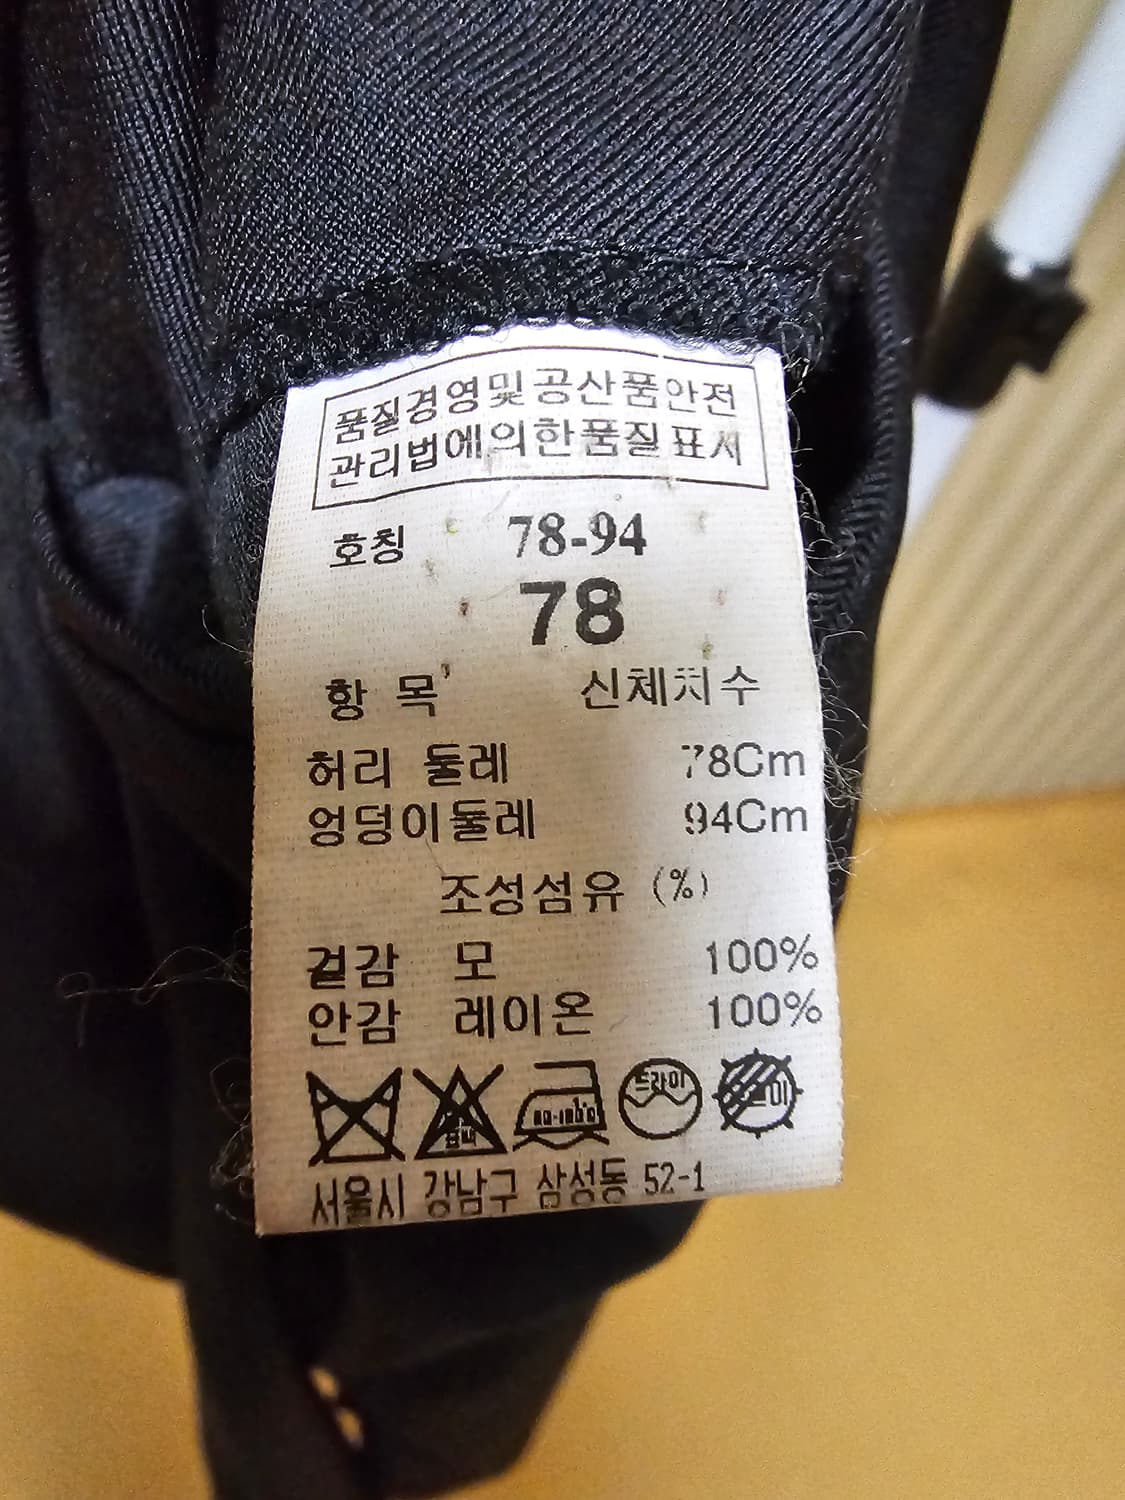 품질경영및공산품안전
관리법에의한품질표시
호칭 78-94
78
항 목 신체치수
허리 둘레 78Cm
엉덩이둘레 94Cm
조성섬유 (%)
겉감 모 100%
안감 레이온 100%
드라이
서울시 강남구 삼성동 52-1